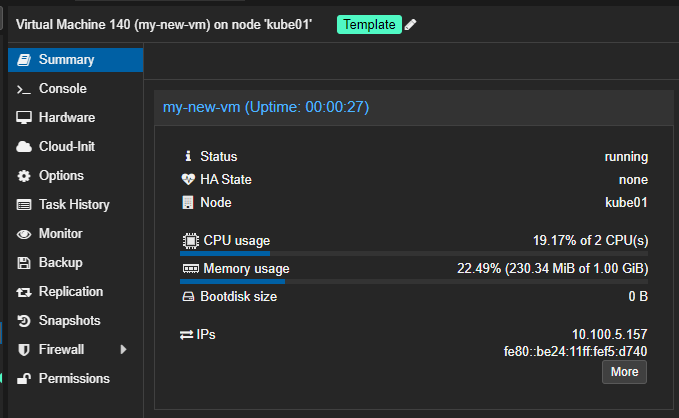 Virtual Machine 140 (my-new-vm) on node 'kube01' Template
Summary
Console
Hardware
Cloud-Init
Options
Task History
Monitor
Backup
Replication
Snapshots
Firewall
Permissions
my-new-vm (Uptime: 00:00:27)
Status running
HA State none
Node kube01
CPU usage 19.17% of 2 CPU(s)
Memory usage 22.49% (230.34 MiB of 1.00 GiB)
Bootdisk size 0 B
IPs 10.100.5.157
fe80::be24:11ff:fef5:d740
More